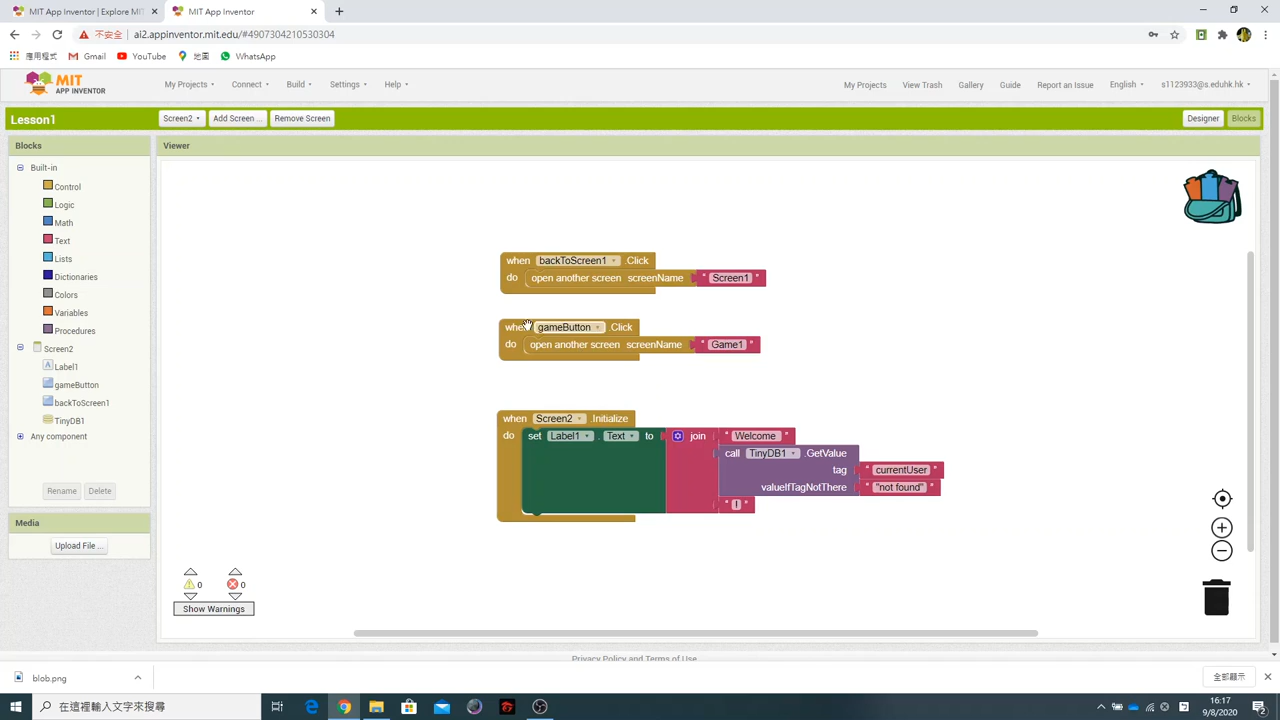 MIT App Inventor | Explore MIT
MIT App Inventor
不安全
ai2.appinventor.mit.edu/#4907304210530304
應用程式
Gmail
YouTube
地圖
WhatsApp
MIT
APP INVENTOR
My Projects
Connect
Build
Settings
Help
My Projects
View Trash
Gallery
Guide
Report an Issue
English
s1123933@s.eduhk.hk
Lesson1
Screen2
Add Screen ...
Remove Screen
Designer
Blocks
Blocks
Viewer
Built-in
Control
Logic
Math
Text
Lists
Dictionaries
Colors
Variables
Procedures
Screen2
Label1
gameButton
backToScreen1
TinyDB1
Any component
Rename
Delete
Media
Upload File ...
when backToScreen1 .Click
do open another screen screenName " Screen1 "
when gameButton .Click
do open another screen screenName " Game1 "
when Screen2 .Initialize
do set Label1 . Text to join " Welcome "
call TinyDB1 .GetValue
tag " currentUser "
valueIfTagNotThere " "not found" "
" ! "
0
0
Show Warnings
Privacy Policy and Terms of Use
blob.png
全部顯示
在這裡輸入文字來搜尋
16:17
9/8/2020
2